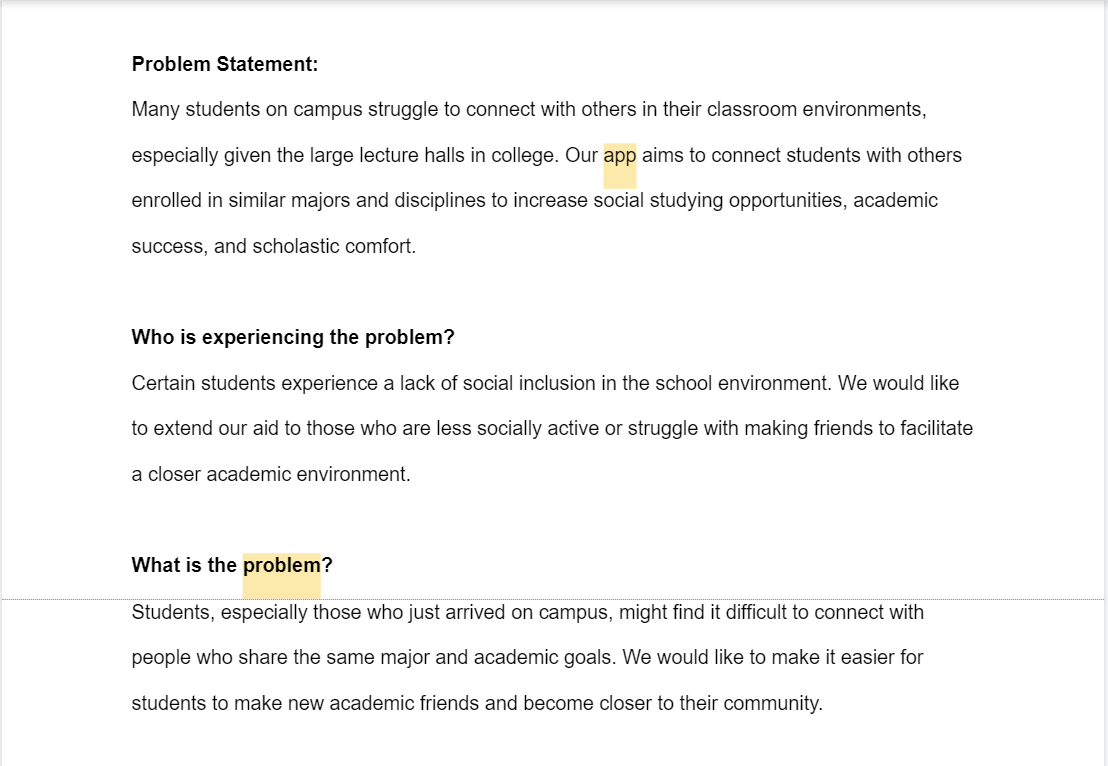 Problem Statement:
Many students on campus struggle to connect with others in their classroom environments,
especially given the large lecture halls in college. Our app aims to connect students with others
enrolled in similar majors and disciplines to increase social studying opportunities, academic
success, and scholastic comfort.
Who is experiencing the problem?
Certain students experience a lack of social inclusion in the school environment. We would like
to extend our aid to those who are less socially active or struggle with making friends to facilitate
a closer academic environment.
What is the problem?
Students, especially those who just arrived on campus, might find it difficult to connect with
people who share the same major and academic goals. We would like to make it easier for
students to make new academic friends and become closer to their community.